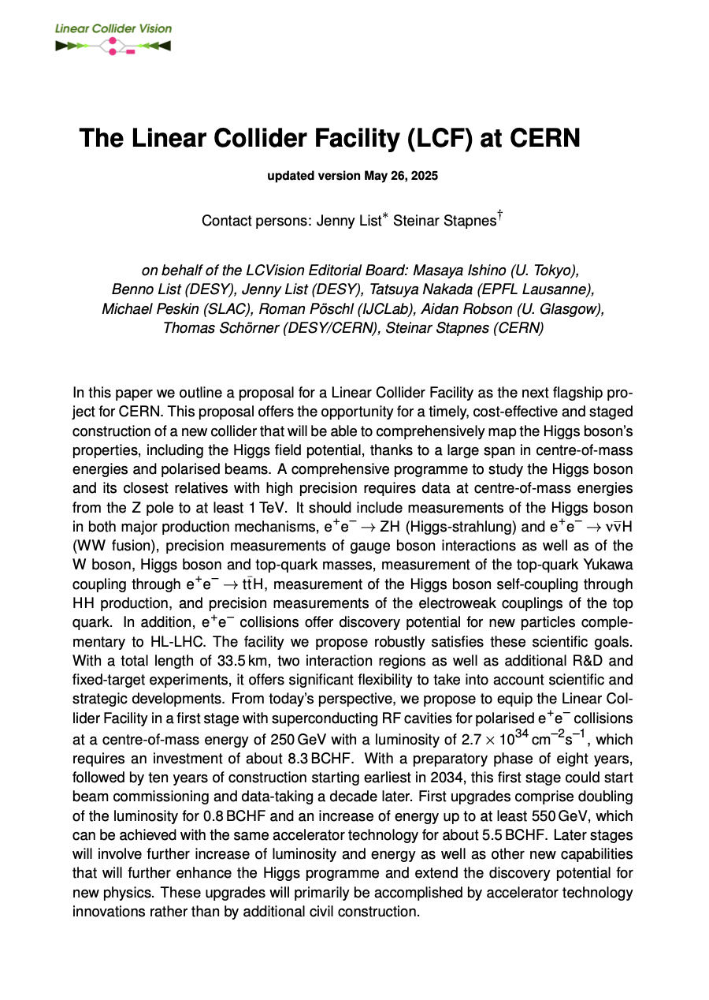 Linear Collider Vision
The Linear Collider Facility (LCF) at CERN
updated version May 26, 2025
Contact persons: Jenny List* Steinar Stapnes†
on behalf of the LCVision Editorial Board: Masaya Ishino (U. Tokyo),
Benno List (DESY), Jenny List (DESY), Tatsuya Nakada (EPFL Lausanne),
Michael Peskin (SLAC), Roman Pöschl (IJCLab), Aidan Robson (U. Glasgow),
Thomas Schörner (DESY/CERN), Steinar Stapnes (CERN)
In this paper we outline a proposal for a Linear Collider Facility as the next flagship pro-
ject for CERN. This proposal offers the opportunity for a timely, cost-effective and staged
construction of a new collider that will be able to comprehensively map the Higgs boson’s
properties, including the Higgs field potential, thanks to a large span in centre-of-mass
energies and polarised beams. A comprehensive programme to study the Higgs boson
and its closest relatives with high precision requires data at centre-of-mass energies
from the Z pole to at least 1 TeV. It should include measurements of the Higgs boson
in both major production mechanisms, e⁺e⁻ → ZH (Higgs-strahlung) and e⁺e⁻ → νν̄H
(WW fusion), precision measurements of gauge boson interactions as well as of the
W boson, Higgs boson and top-quark masses, measurement of the top-quark Yukawa
coupling through e⁺e⁻ → tt̄H, measurement of the Higgs boson self-coupling through
HH production, and precision measurements of the electroweak couplings of the top
quark. In addition, e⁺e⁻ collisions offer discovery potential for new particles comple-
mentary to HL-LHC. The facility we propose robustly satisfies these scientific goals.
With a total length of 33.5 km, two interaction regions as well as additional R&D and
fixed-target experiments, it offers significant flexibility to take into account scientific and
strategic developments. From today’s perspective, we propose to equip the Linear Col-
lider Facility in a first stage with superconducting RF cavities for polarised e⁺e⁻ collisions
at a centre-of-mass energy of 250 GeV with a luminosity of 2.7 × 10³⁴ cm⁻²s⁻¹, which
requires an investment of about 8.3 BCHF. With a preparatory phase of eight years,
followed by ten years of construction starting earliest in 2034, this first stage could start
beam commissioning and data-taking a decade later. First upgrades comprise doubling
of the luminosity for 0.8 BCHF and an increase of energy up to at least 550 GeV, which
can be achieved with the same accelerator technology for about 5.5 BCHF. Later stages
will involve further increase of luminosity and energy as well as other new capabilities
that will further enhance the Higgs programme and extend the discovery potential for
new physics. These upgrades will primarily be accomplished by accelerator technology
innovations rather than by additional civil construction.